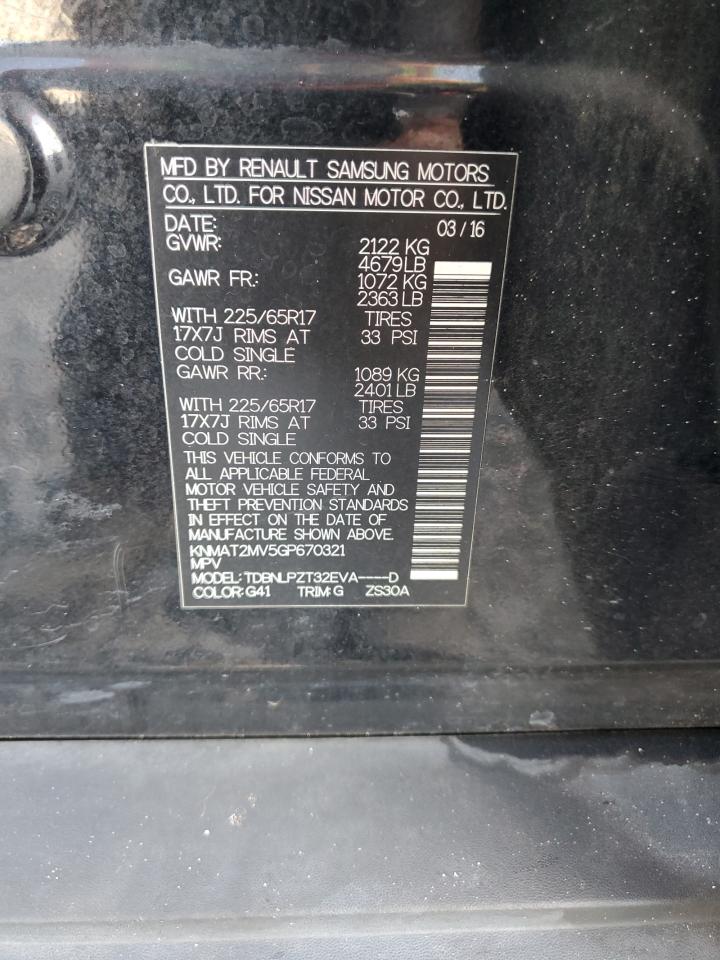 MFD BY RENAULT SAMSUNG MOTORS
CO., LTD. FOR NISSAN MOTOR CO., LTD.
DATE: 03 / 16
GVWR: 2122 KG
4679 LB
GAWR FR.: 1072 KG
2363 LB
WITH 225/65R17 TIRES
17X7J RIMS AT 33 PSI
COLD SINGLE
GAWR RR.: 1089 KG
2401 LB
WITH 225/65R17 TIRES
17X7J RIMS AT 33 PSI
COLD SINGLE
THIS VEHICLE CONFORMS TO
ALL APPLICABLE FEDERAL
MOTOR VEHICLE SAFETY AND
THEFT PREVENTION STANDARDS
IN EFFECT ON THE DATE OF
MANUFACTURE SHOWN ABOVE.
KNMAT2MV5GP670321
MPV
MODEL: TDBNLPZT32EVA----D
COLOR: G41 TRIM: G ZS30A